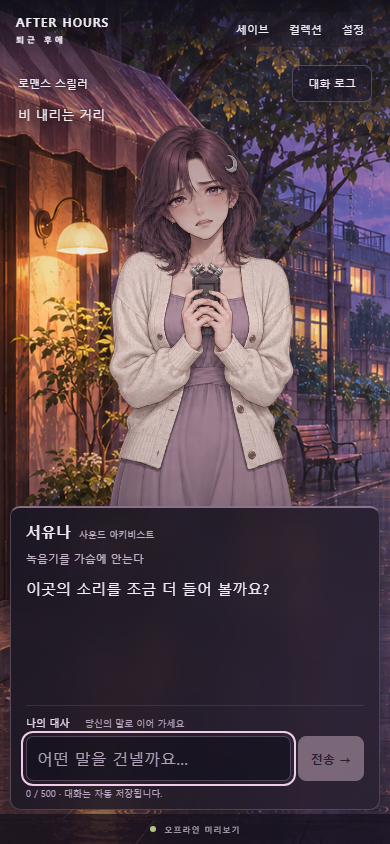 AFTER HOURS
퇴근 후에
세이브 컬렉션 설정
로맨스 스릴러
대화 로그
비 내리는 거리
서유나 사운드 아키비스트
녹음기를 가슴에 안는다
이곳의 소리를 조금 더 들어 볼까요?
나의 대사 당신의 말로 이어 가세요
어떤 말을 건넬까요...
전송 →
0 / 500 · 대화는 자동 저장됩니다.
오프라인 미리보기